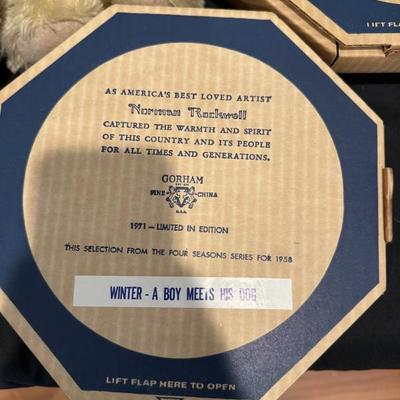 LIFT FLAP
AS AMERICA'S BEST LOVED ARTIST
Norman Rockwell
CAPTURED THE WARMTH AND SPIRIT
OF THIS COUNTRY AND ITS PEOPLE
FOR ALL TIMES AND GENERATIONS.
GORHAM
FINE CHINA
U.S.A.
1971 – LIMITED IN EDITION
THIS SELECTION FROM THE FOUR SEASONS SERIES FOR 1958
WINTER - A BOY MEETS HIS DOG
LIFT FLAP HERE TO OPEN